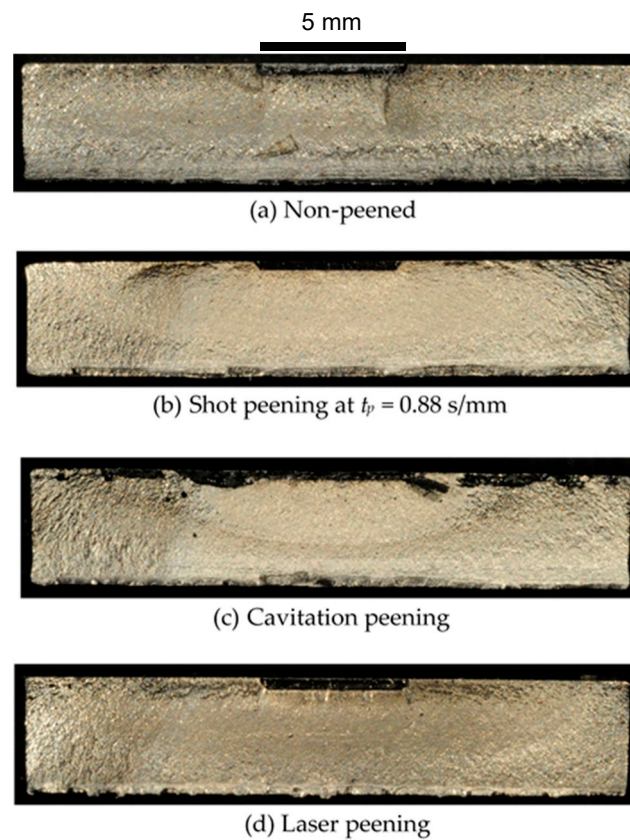 5 mm
(a) Non-peened
(b) Shot peening at tp = 0.88 s/mm
(c) Cavitation peening
(d) Laser peening